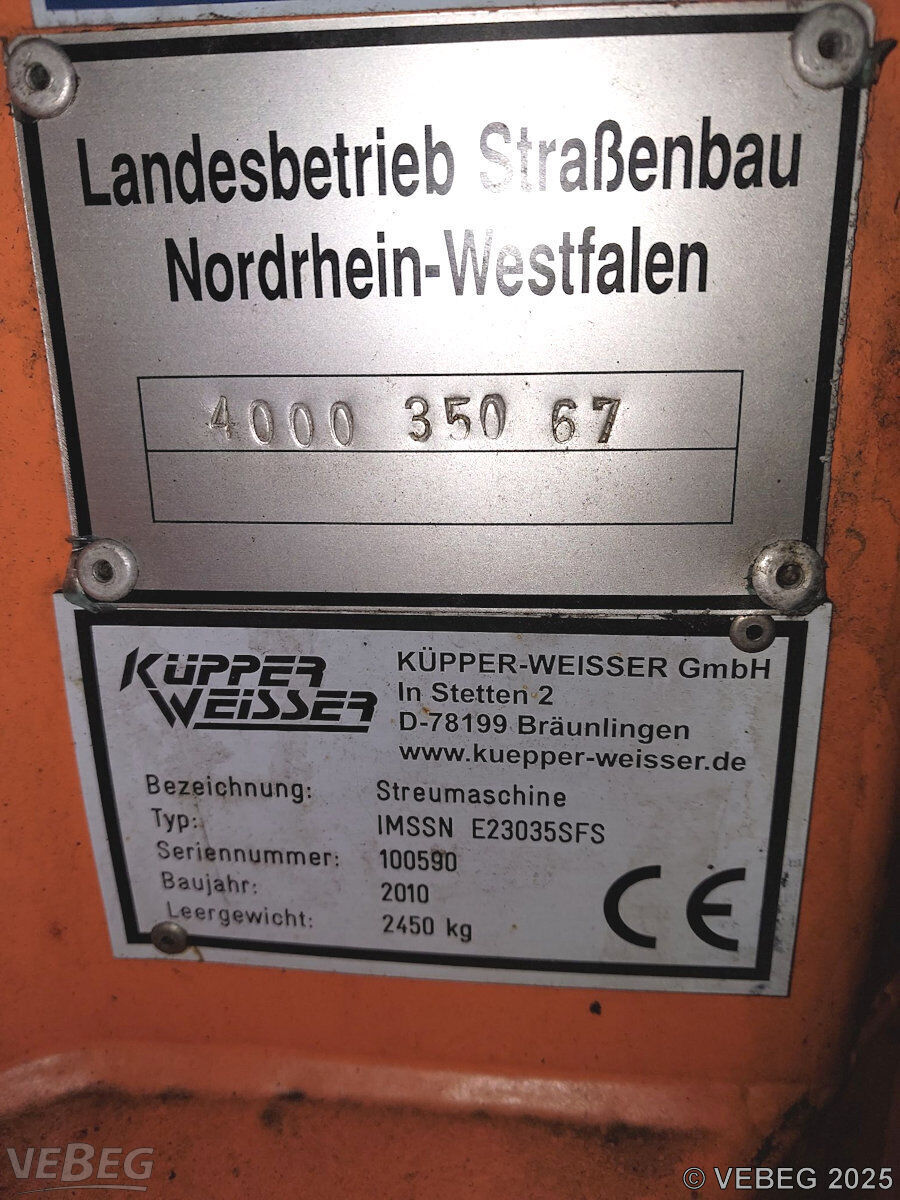 Landesbetrieb Straßenbau
Nordrhein-Westfalen
4000 350 67
KÜPPER
WEISSER
KÜPPER-WEISSER GmbH
In Stetten 2
D-78199 Bräunlingen
www.kuepper-weisser.de
Bezeichnung: Streumaschine
Typ: IMSSN E23035SFS
Seriennummer: 100590
Baujahr: 2010
Leergewicht: 2450 kg
CE
VEBEG
© VEBEG 2025